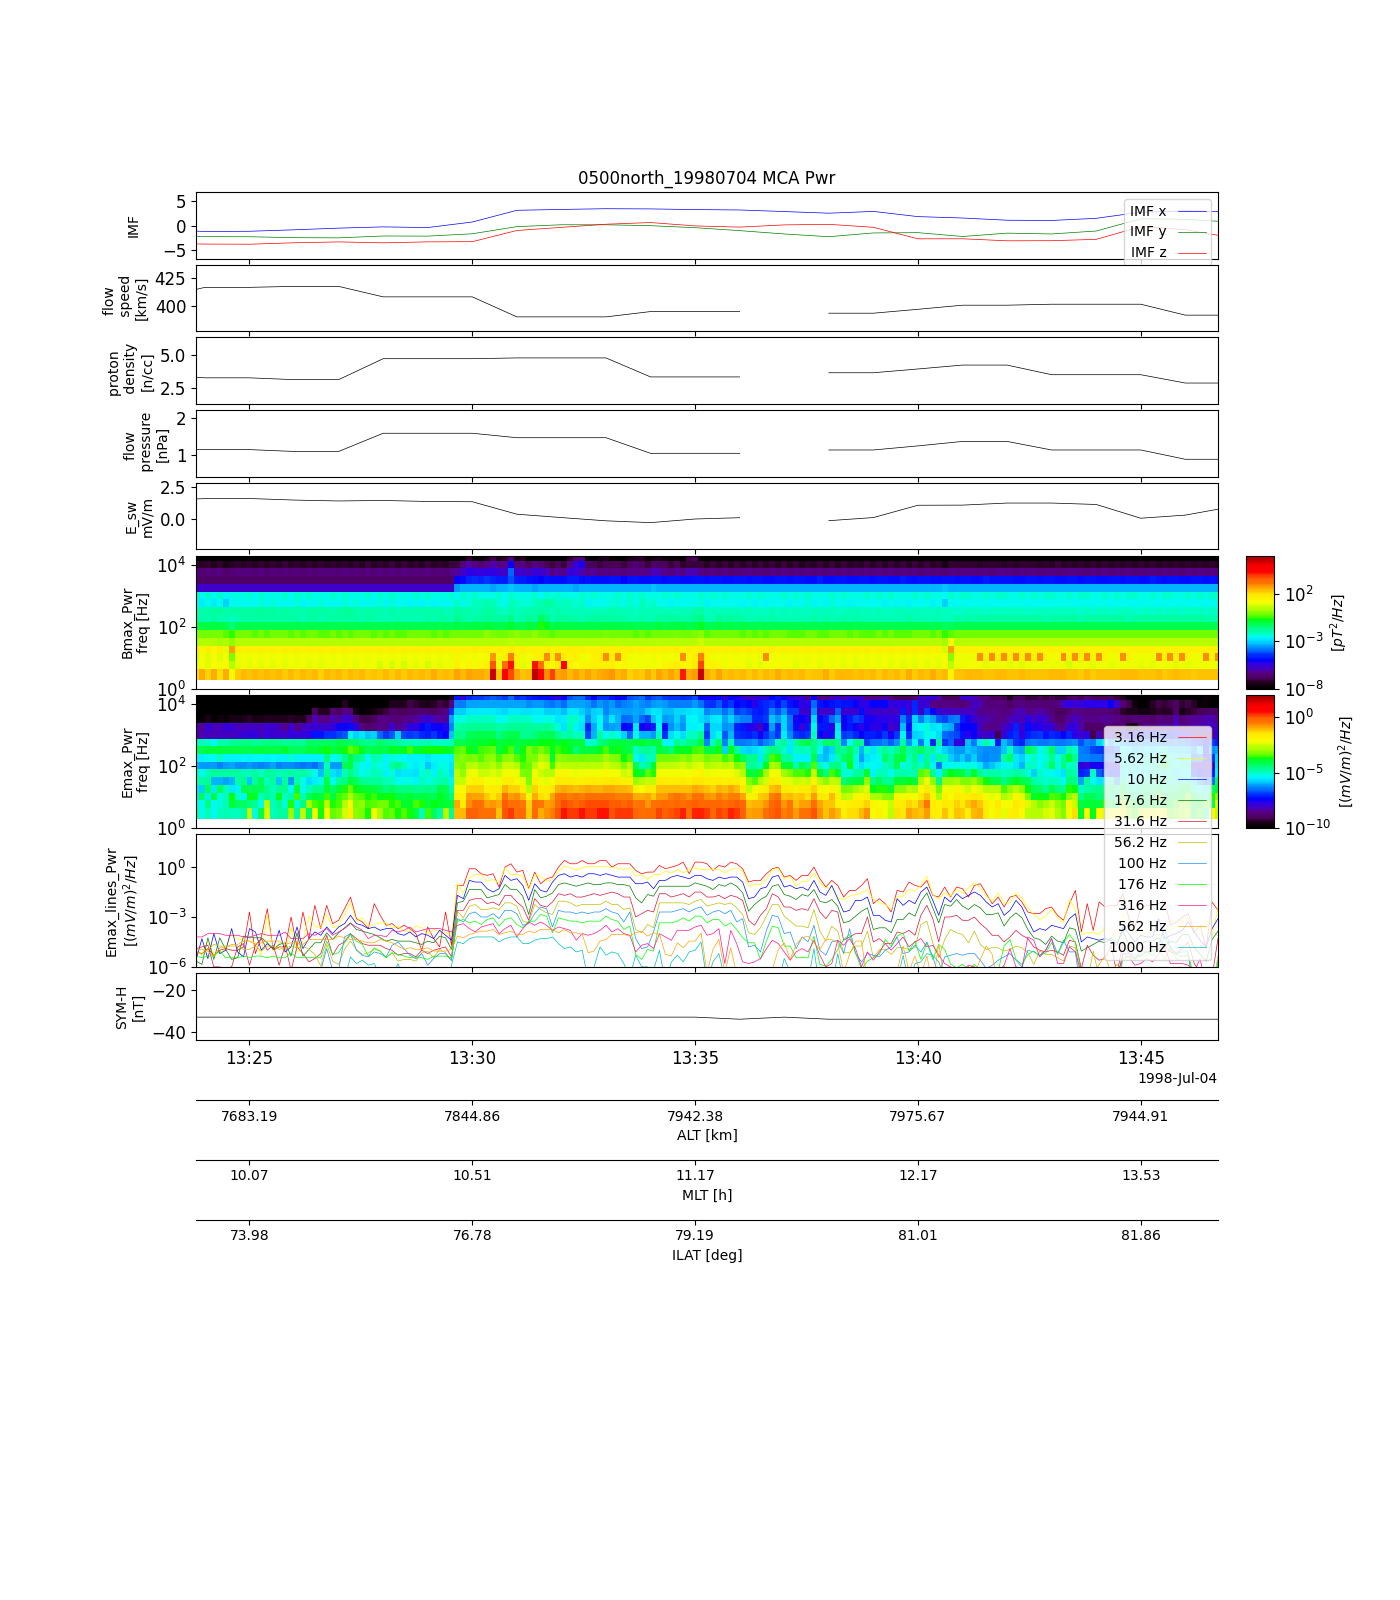 0500north_19980704 MCA Pwr
IMF
5
0
−5
IMF x
IMF y
IMF z
flow
speed
[km/s]
425
400
proton
density
[n/cc]
5.0
2.5
flow
pressure
[nPa]
2
1
E_sw
mV/m
2.5
0.0
Bmax_Pwr
freq [Hz]
10^4
10^2
10^0
10^2
10^−3
10^−8
[pT^2/Hz]
Emax_Pwr
freq [Hz]
10^4
10^2
10^0
10^0
10^−5
10^−10
[(mV/m)^2/Hz]
3.16 Hz
5.62 Hz
10 Hz
17.6 Hz
31.6 Hz
56.2 Hz
100 Hz
176 Hz
316 Hz
562 Hz
1000 Hz
Emax_lines_Pwr
[(mV/m)^2/Hz]
10^0
10^−3
10^−6
SYM-H
[nT]
−20
−40
13:25 13:30 13:35 13:40 13:45
1998-Jul-04
7683.19 7844.86 7942.38 7975.67 7944.91
ALT [km]
10.07 10.51 11.17 12.17 13.53
MLT [h]
73.98 76.78 79.19 81.01 81.86
ILAT [deg]